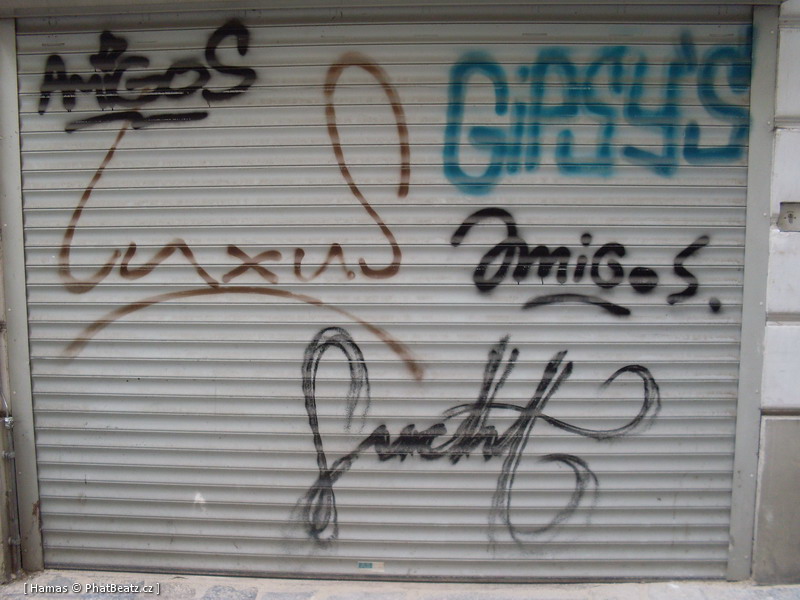 AMIGOS
GiPSY'S
Luxus
amiGos.
[ Hamas © PhatBeatz.cz ]